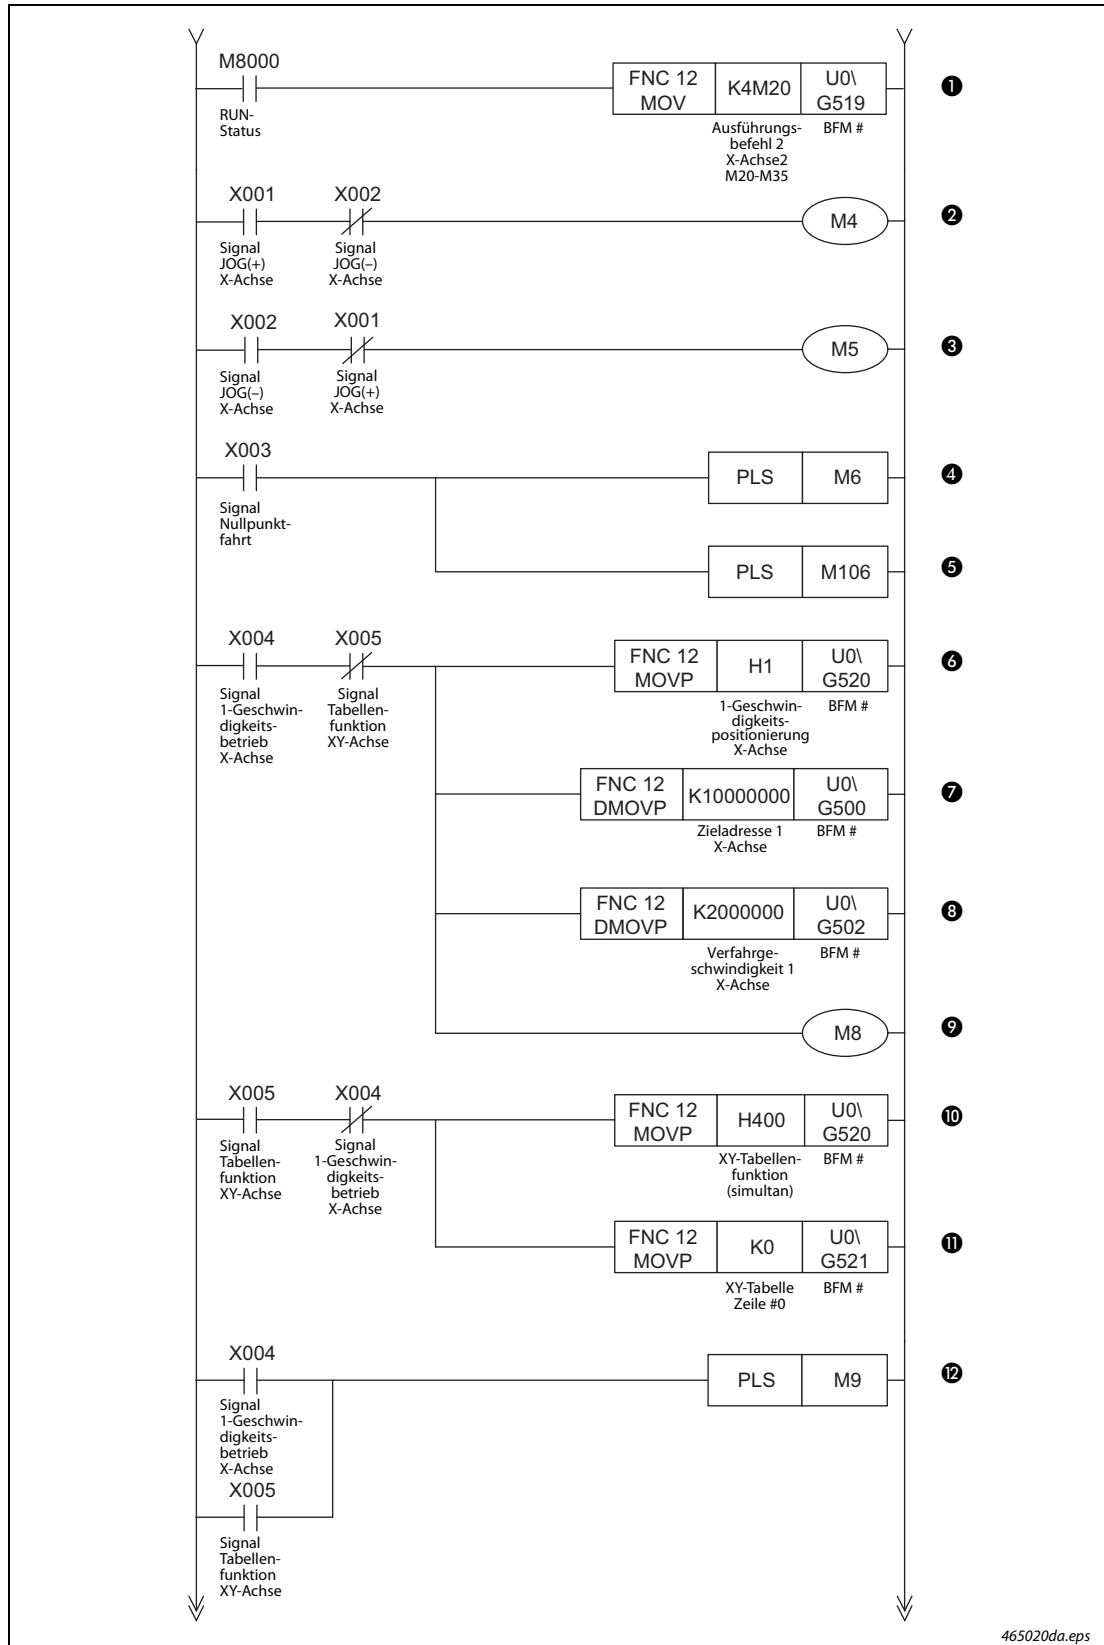 M8000
RUN-
Status
FNC 12
MOV
K4M20
U0\
G519
Ausführungs-
befehl 2
X-Achse2
M20-M35
BFM #
❶
X001
X002
Signal
JOG(+)
X-Achse
Signal
JOG(–)
X-Achse
M4
❷
X002
X001
Signal
JOG(–)
X-Achse
Signal
JOG(+)
X-Achse
M5
❸
X003
Signal
Nullpunkt-
fahrt
PLS
M6
❹
PLS
M106
❺
X004
X005
Signal
1-Geschwin-
digkeits-
betrieb
X-Achse
Signal
Tabellen-
funktion
XY-Achse
FNC 12
MOVP
H1
U0\
G520
1-Geschwin-
digkeits-
positionierung
X-Achse
BFM #
❻
FNC 12
DMOVP
K10000000
U0\
G500
Zieladresse 1
X-Achse
BFM #
❼
FNC 12
DMOVP
K2000000
U0\
G502
Verfahrge-
schwindigkeit 1
X-Achse
BFM #
❽
M8
❾
X005
X004
Signal
Tabellen-
funktion
XY-Achse
Signal
1-Geschwin-
digkeits-
betrieb
X-Achse
FNC 12
MOVP
H400
U0\
G520
XY-Tabellen-
funktion
(simultan)
BFM #
❿
FNC 12
MOVP
K0
U0\
G521
XY-Tabelle
Zeile #0
BFM #
⓫
X004
Signal
1-Geschwin-
digkeits-
betrieb
X-Achse
PLS
M9
⓬
X005
Signal
Tabellen-
funktion
XY-Achse
465020da.eps